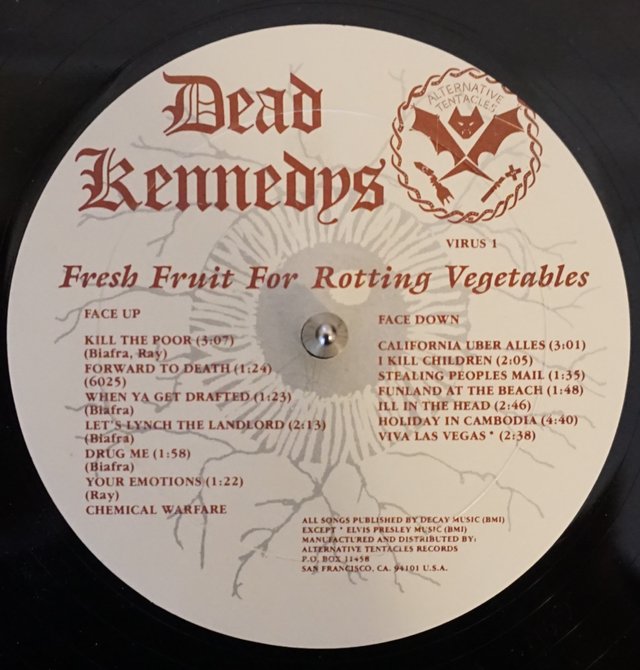 Dead
Kennedys
ALTERNATIVE
TENTACLES
VIRUS 1
Fresh Fruit For Rotting Vegetables
FACE UP
KILL THE POOR (3:07)
(Biafra, Ray)
FORWARD TO DEATH (1:24)
(6025)
WHEN YA GET DRAFTED (1:23)
(Biafra)
LET'S LYNCH THE LANDLORD (2:13)
(Biafra)
DRUG ME (1:58)
(Biafra)
YOUR EMOTIONS (1:22)
(Ray)
CHEMICAL WARFARE
FACE DOWN
CALIFORNIA UBER ALLES (3:01)
I KILL CHILDREN (2:05)
STEALING PEOPLES MAIL (1:35)
FUNLAND AT THE BEACH (1:48)
ILL IN THE HEAD (2:46)
HOLIDAY IN CAMBODIA (4:40)
VIVA LAS VEGAS * (2:38)
ALL SONGS PUBLISHED BY DECAY MUSIC (BMI)
EXCEPT * ELVIS PRESLEY MUSIC (BMI)
MANUFACTURED AND DISTRIBUTED BY:
ALTERNATIVE TENTACLES RECORDS
P.O. BOX 11458
SAN FRANCISCO, CA. 94101 U.S.A.